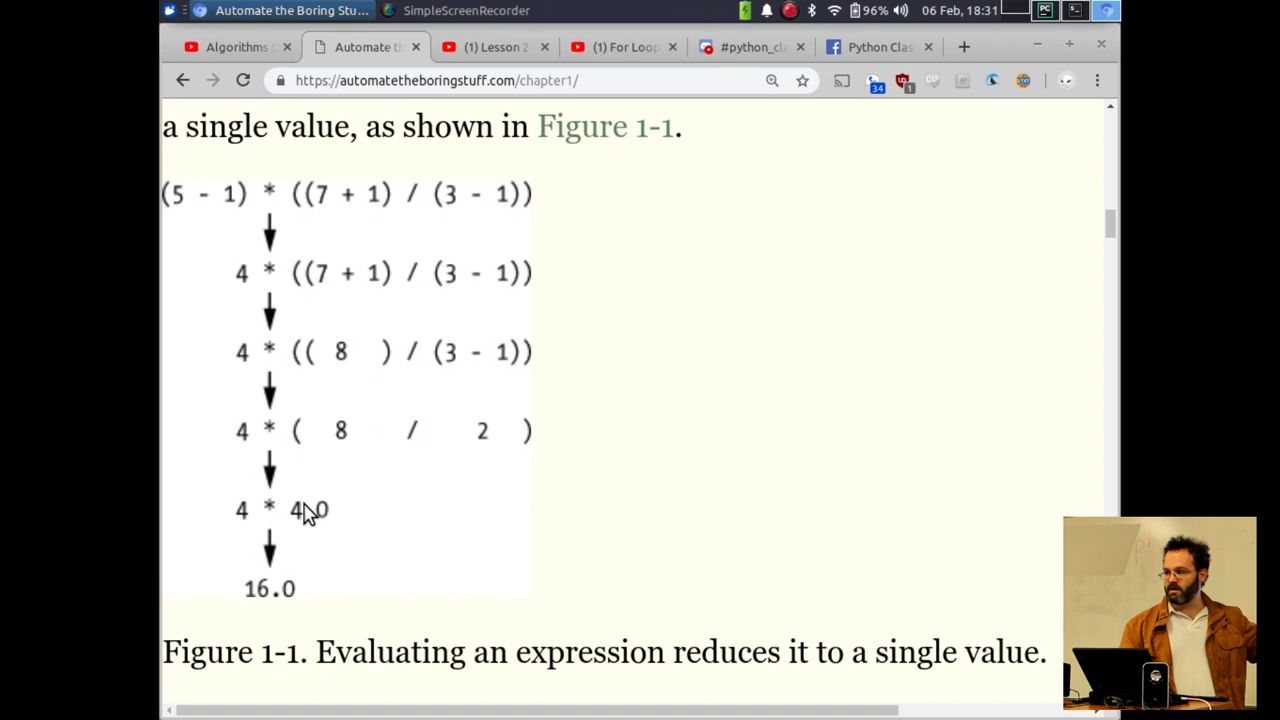 Automate the Boring Stu...
SimpleScreenRecorder
96%
06 Feb, 18:31
Algorithms
Automate th
(1) Lesson 2
(1) For Loop
#python_cla
Python Clas
https://automatetheboringstuff.com/chapter1/
34
1
a single value, as shown in Figure 1-1.
(5 - 1) * ((7 + 1) / (3 - 1))
4 * ((7 + 1) / (3 - 1))
4 * (( 8 ) / (3 - 1))
4 * ( 8 / 2 )
4 * 4.0
16.0
Figure 1-1. Evaluating an expression reduces it to a single value.